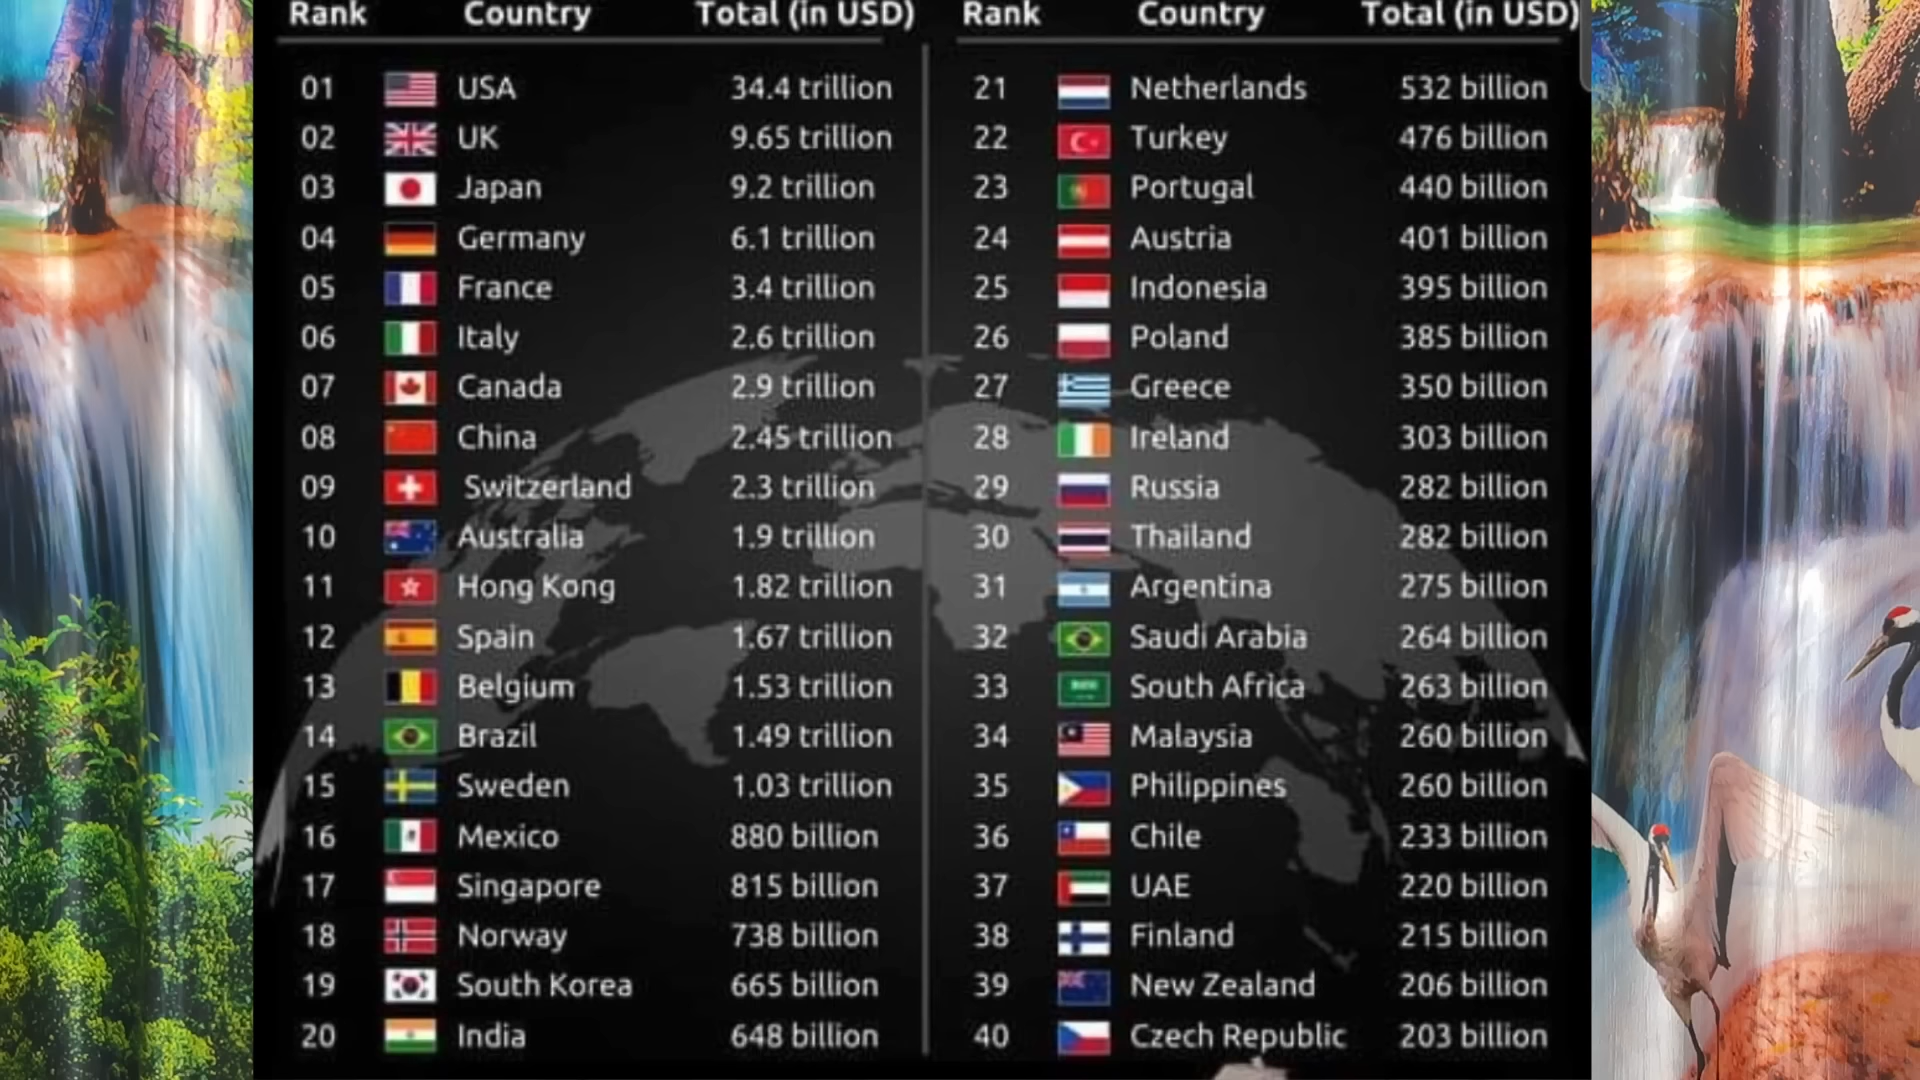 Rank Country Total (in USD)
01 USA 34.4 trillion
02 UK 9.65 trillion
03 Japan 9.2 trillion
04 Germany 6.1 trillion
05 France 3.4 trillion
06 Italy 2.6 trillion
07 Canada 2.9 trillion
08 China 2.45 trillion
09 Switzerland 2.3 trillion
10 Australia 1.9 trillion
11 Hong Kong 1.82 trillion
12 Spain 1.67 trillion
13 Belgium 1.53 trillion
14 Brazil 1.49 trillion
15 Sweden 1.03 trillion
16 Mexico 880 billion
17 Singapore 815 billion
18 Norway 738 billion
19 South Korea 665 billion
20 India 648 billion
Rank Country Total (in USD)
21 Netherlands 532 billion
22 Turkey 476 billion
23 Portugal 440 billion
24 Austria 401 billion
25 Indonesia 395 billion
26 Poland 385 billion
27 Greece 350 billion
28 Ireland 303 billion
29 Russia 282 billion
30 Thailand 282 billion
31 Argentina 275 billion
32 Saudi Arabia 264 billion
33 South Africa 263 billion
34 Malaysia 260 billion
35 Philippines 260 billion
36 Chile 233 billion
37 UAE 220 billion
38 Finland 215 billion
39 New Zealand 206 billion
40 Czech Republic 203 billion